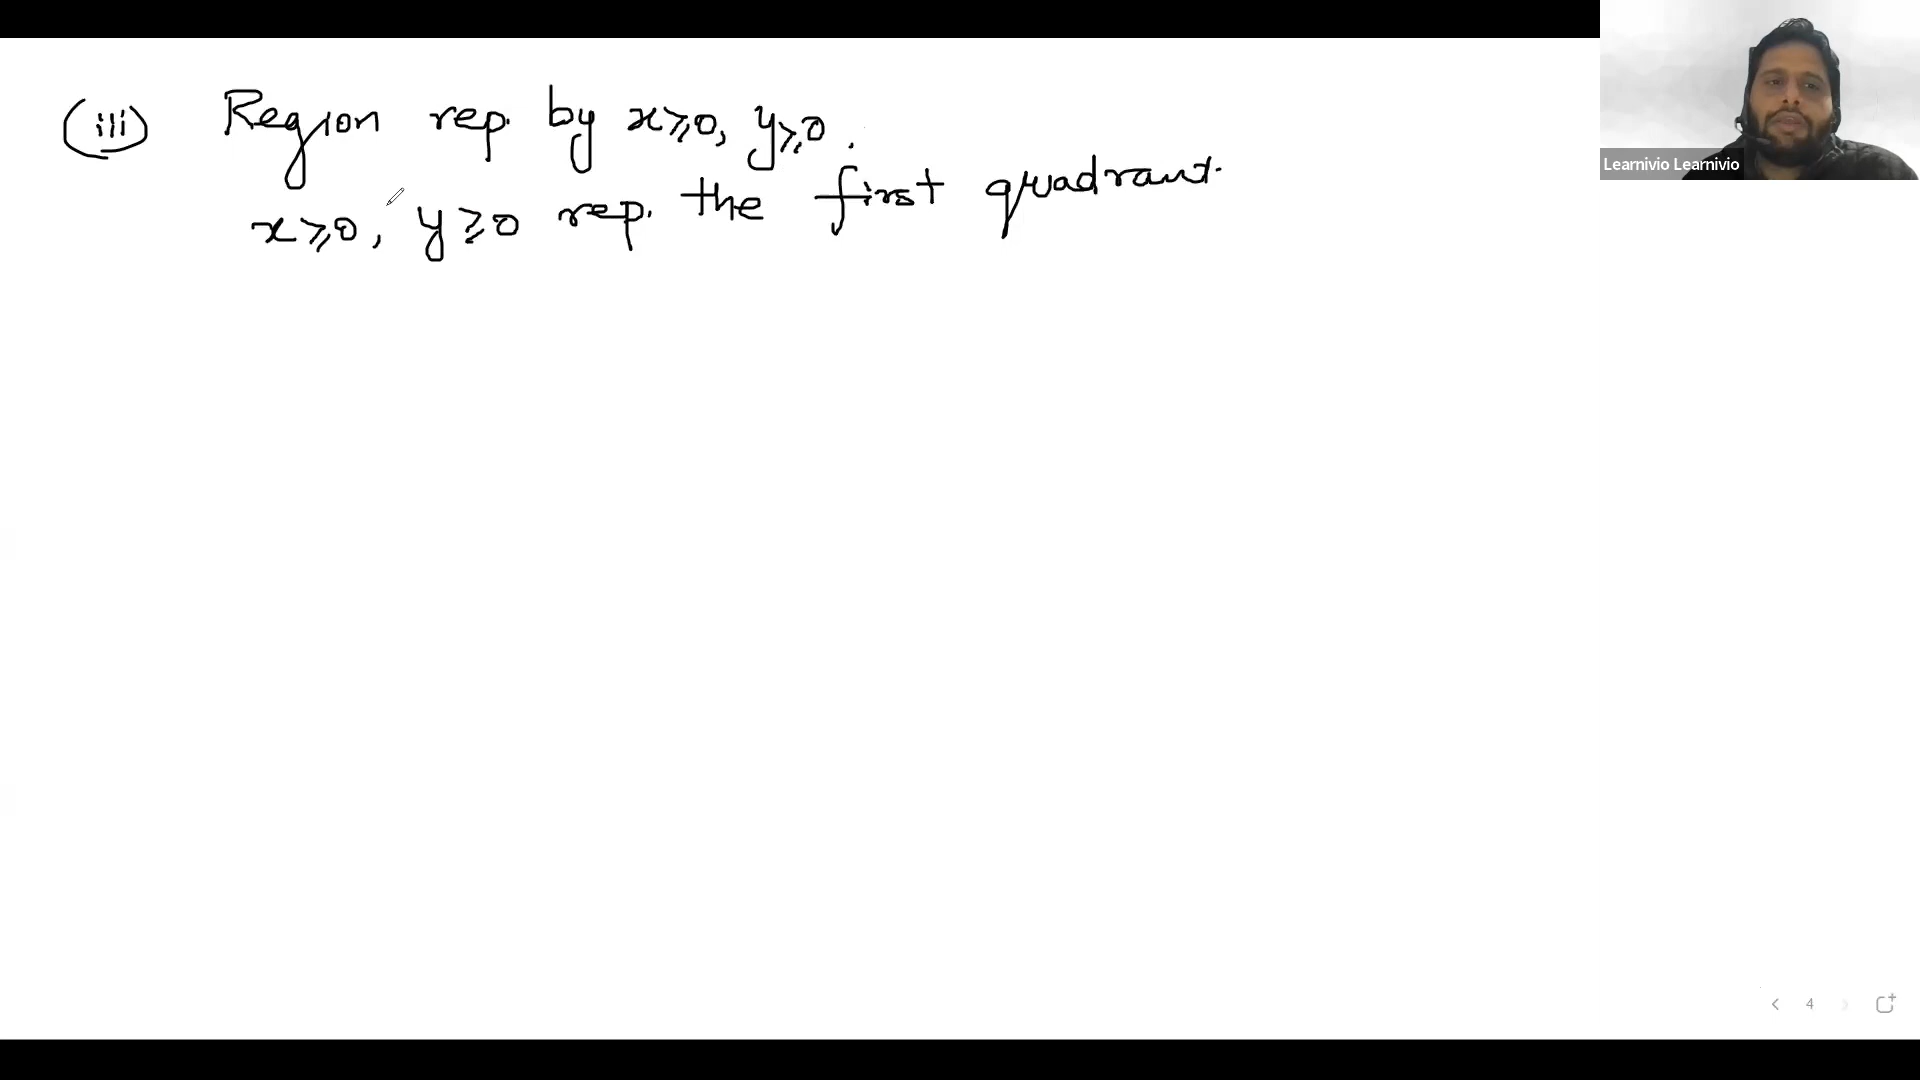 (iii) Region rep. by x⩾0, y⩾0.
x⩾0, y⩾0 rep. the first quadrant.
Learnivio Learnivio
4